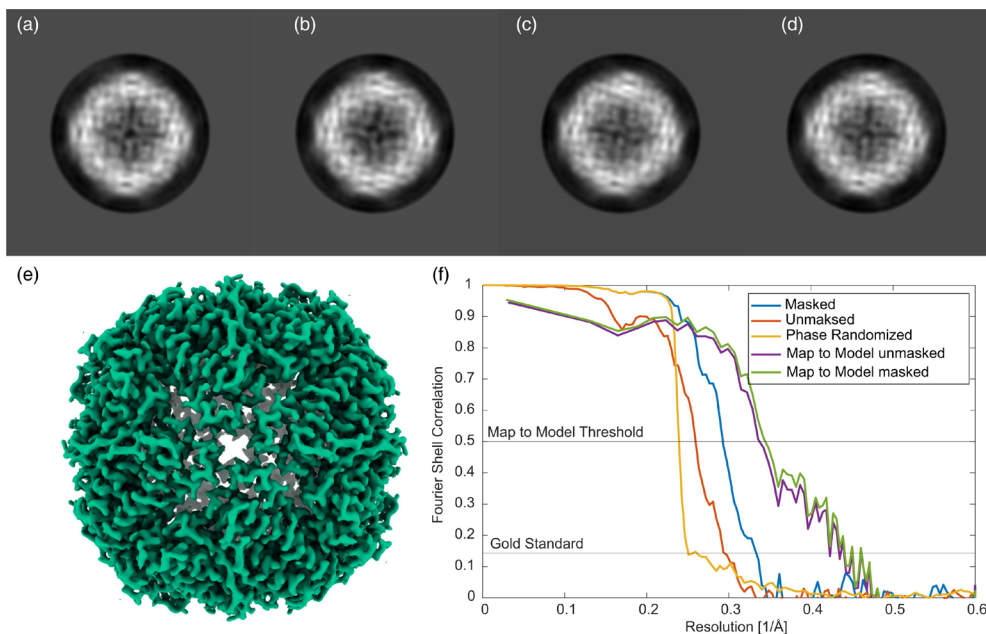 (a)
(b)
(c)
(d)
(e)
(f)
1
0.9
0.8
0.7
0.6
0.5
0.4
0.3
0.2
0.1
0
Fourier Shell Correlation
Masked
Unmaksed
Phase Randomized
Map to Model unmasked
Map to Model masked
Map to Model Threshold
Gold Standard
0 0.1 0.2 0.3 0.4 0.5 0.6
Resolution [1/Å]